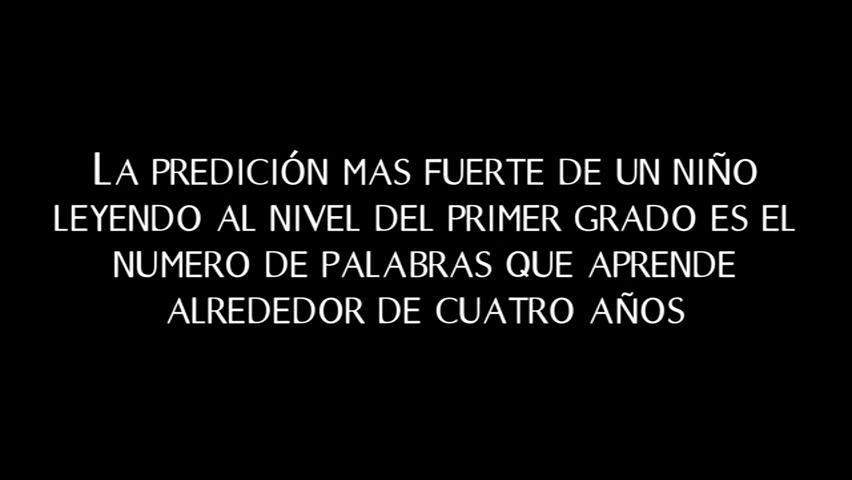 La predición mas fuerte de un niño
leyendo al nivel del primer grado es el
numero de palabras que aprende
alrededor de cuatro años